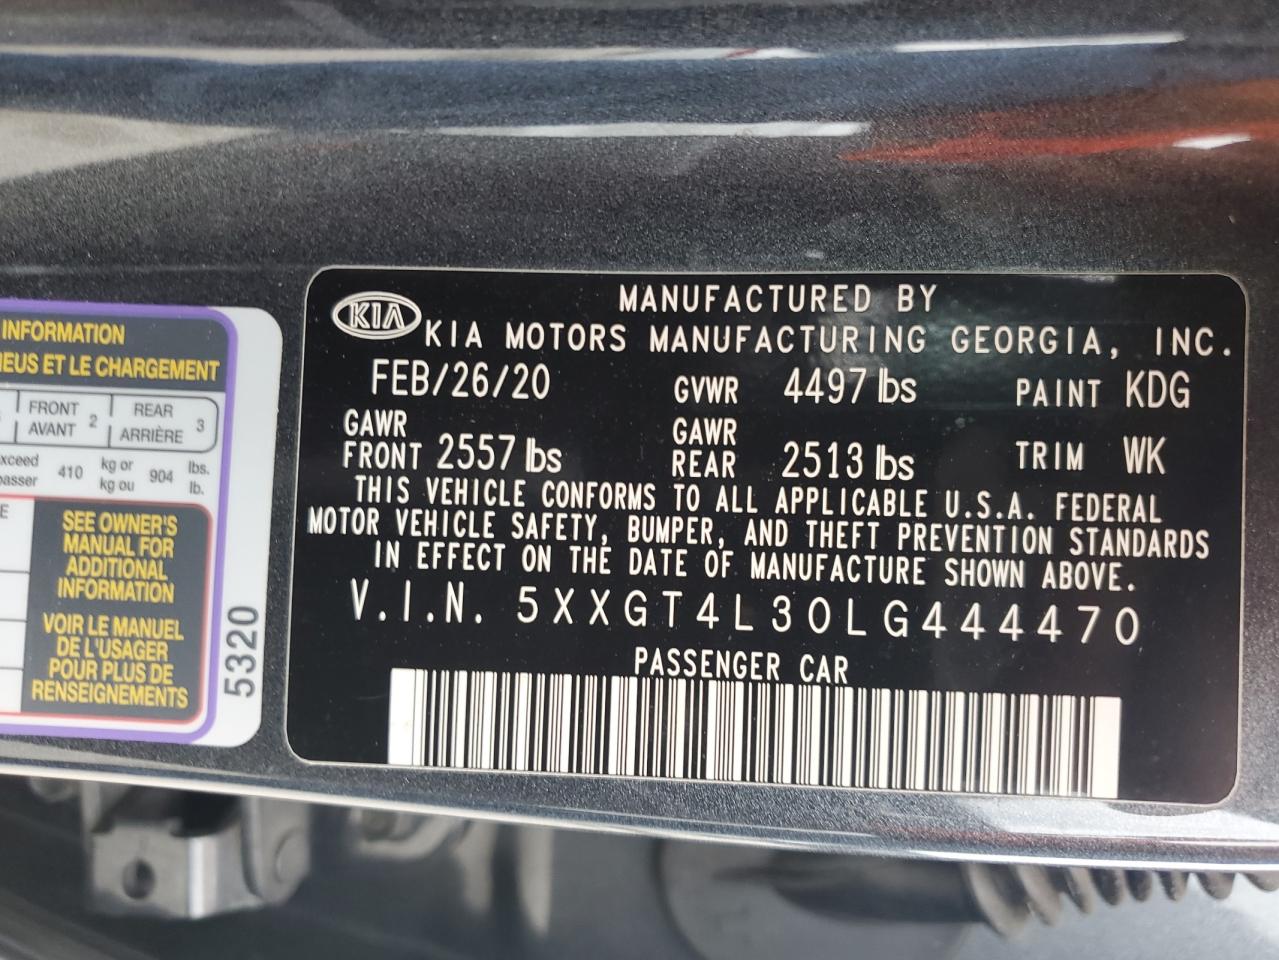 INFORMATION
EUS ET LE CHARGEMENT
FRONT AVANT 2 REAR ARRIÈRE 3
xceed passer 410 kg or kg ou 904 lbs. lb.
E
SEE OWNER'S
MANUAL FOR
ADDITIONAL
INFORMATION
VOIR LE MANUEL
DE L'USAGER
POUR PLUS DE
RENSEIGNEMENTS
5320
KIA
MANUFACTURED BY
KIA MOTORS MANUFACTURING GEORGIA, INC.
FEB/26/20 GVWR 4497 lbs PAINT KDG
GAWR FRONT 2557 lbs GAWR REAR 2513 lbs TRIM WK
THIS VEHICLE CONFORMS TO ALL APPLICABLE U.S.A. FEDERAL
MOTOR VEHICLE SAFETY, BUMPER, AND THEFT PREVENTION STANDARDS
IN EFFECT ON THE DATE OF MANUFACTURE SHOWN ABOVE.
V.I.N. 5XXGT4L30LG444470
PASSENGER CAR